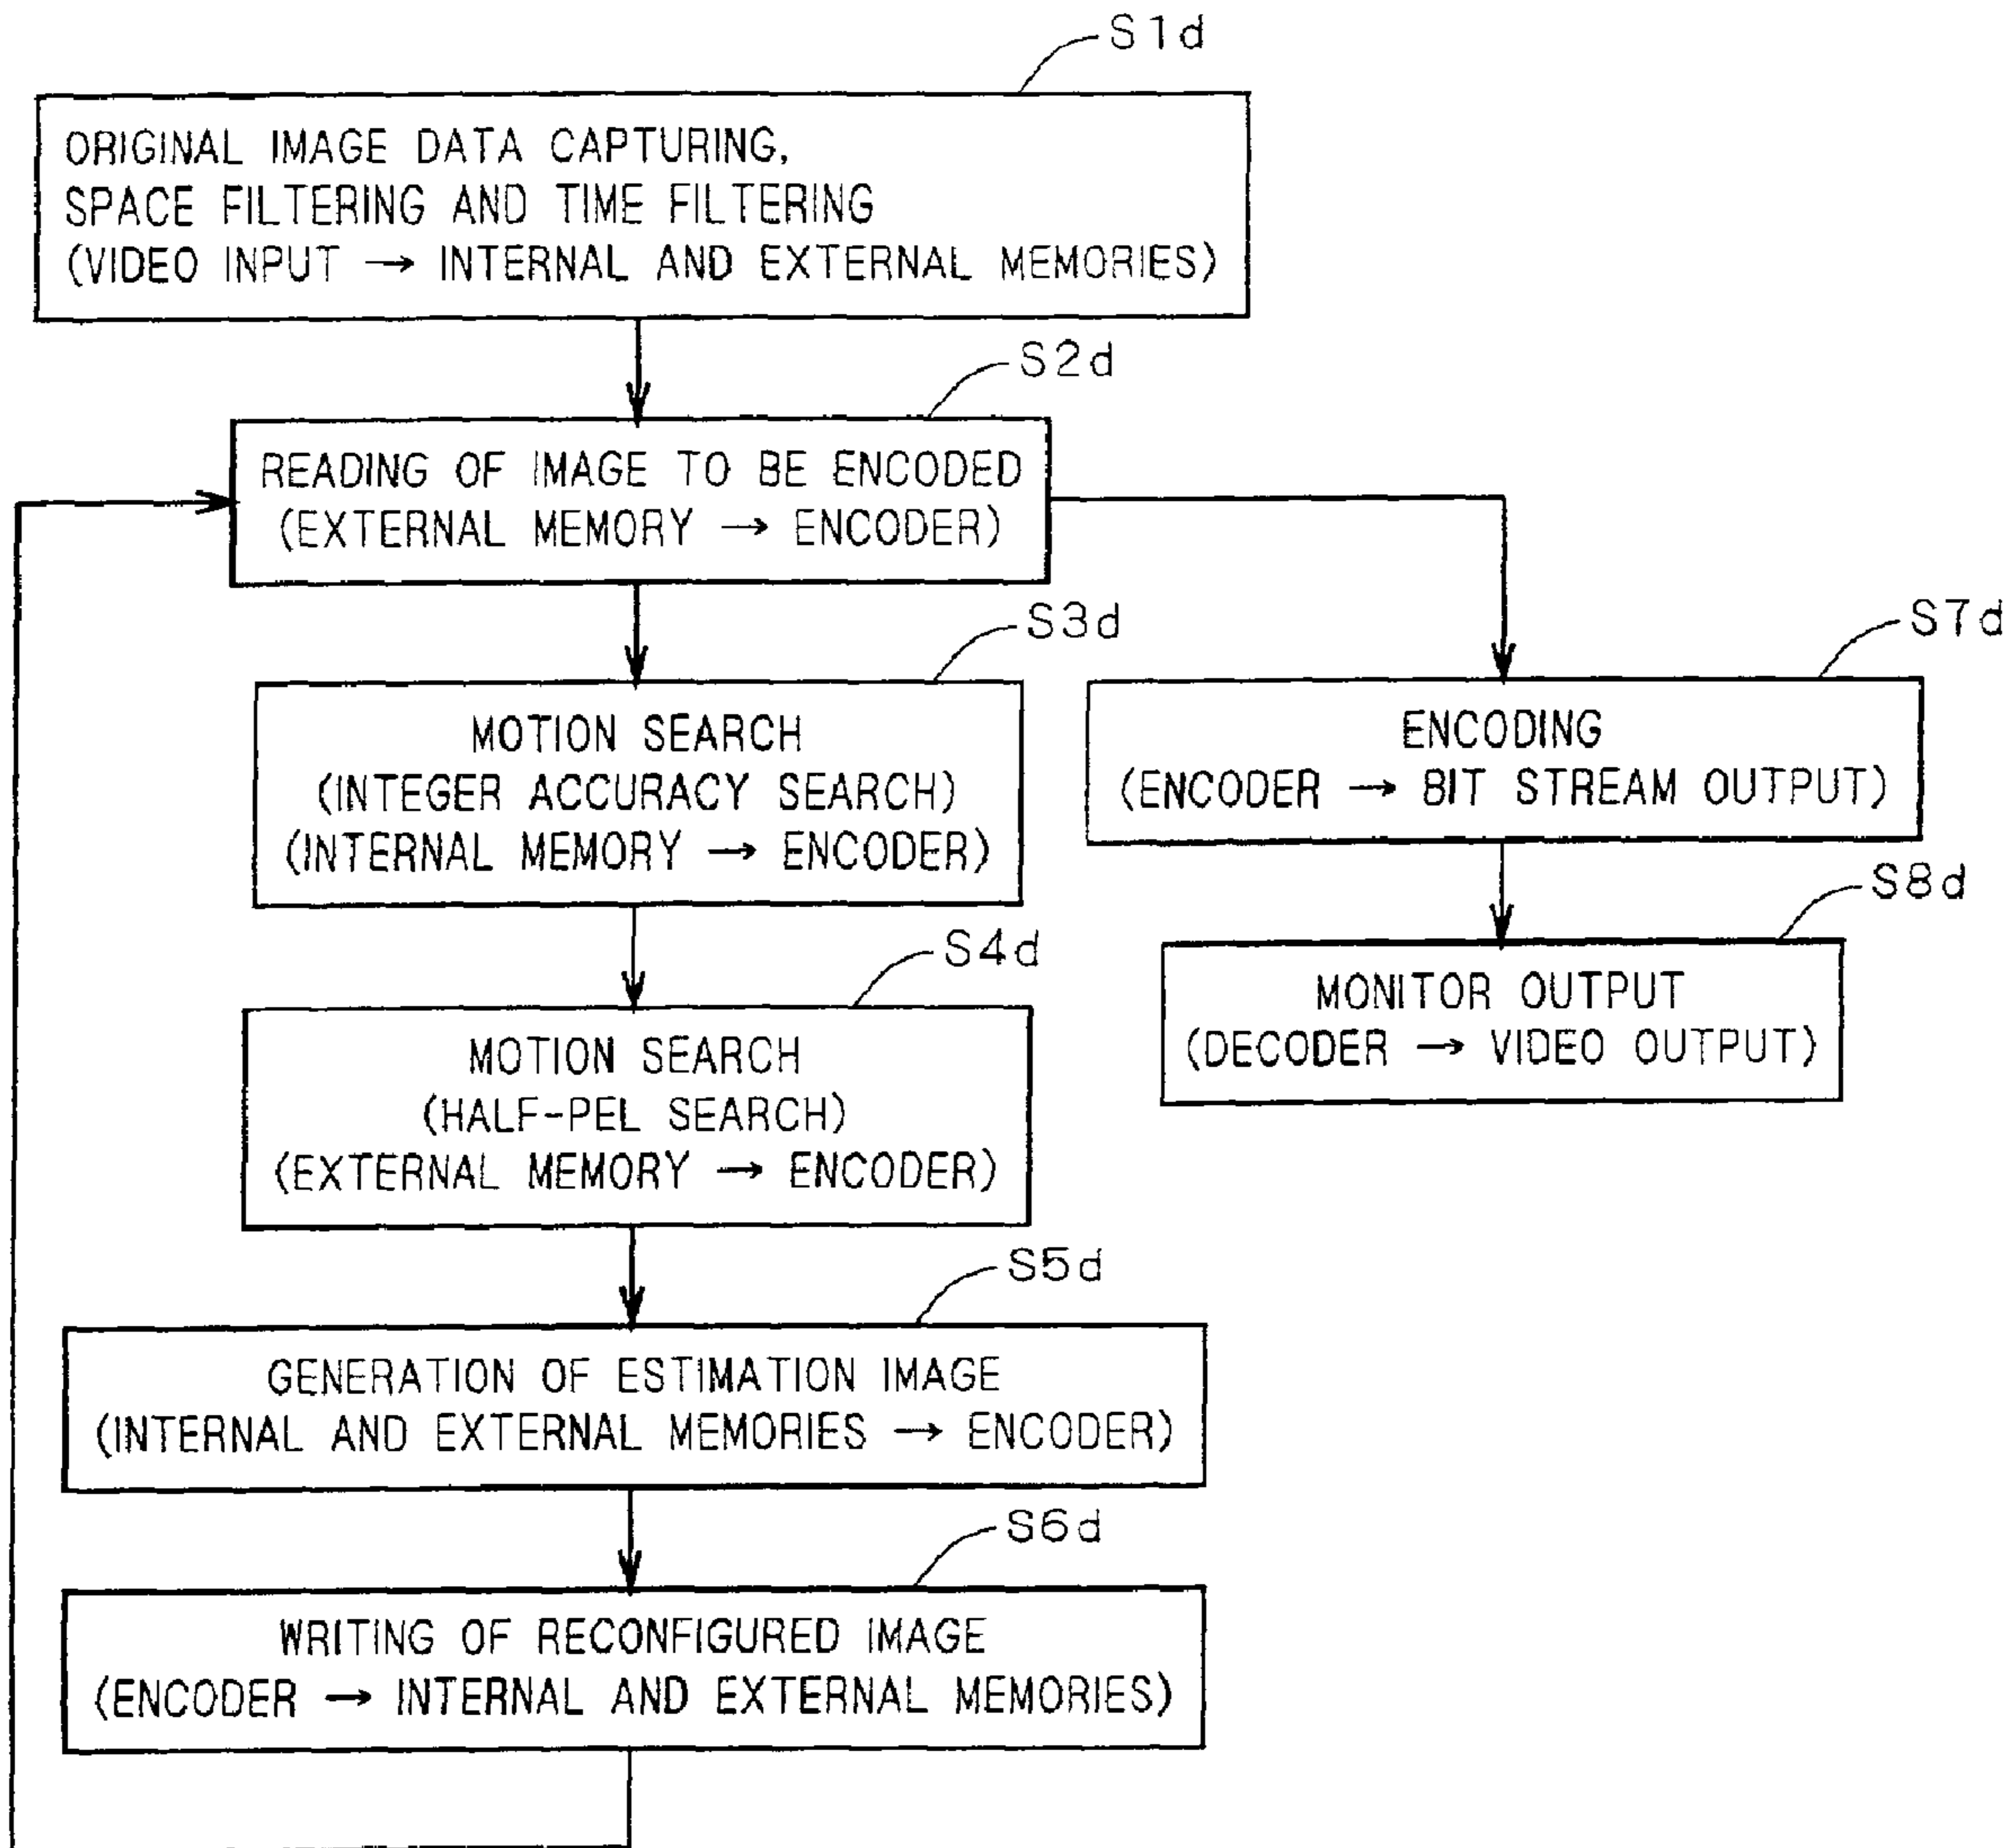 S1d
ORIGINAL IMAGE DATA CAPTURING,
SPACE FILTERING AND TIME FILTERING
(VIDEO INPUT → INTERNAL AND EXTERNAL MEMORIES)
S2d
READING OF IMAGE TO BE ENCODED
(EXTERNAL MEMORY → ENCODER)
S3d
MOTION SEARCH
(INTEGER ACCURACY SEARCH)
(INTERNAL MEMORY → ENCODER)
S7d
ENCODING
(ENCODER → BIT STREAM OUTPUT)
S4d
MOTION SEARCH
(HALF-PEL SEARCH)
(EXTERNAL MEMORY → ENCODER)
S8d
MONITOR OUTPUT
(DECODER → VIDEO OUTPUT)
S5d
GENERATION OF ESTIMATION IMAGE
(INTERNAL AND EXTERNAL MEMORIES → ENCODER)
S6d
WRITING OF RECONFIGURED IMAGE
(ENCODER → INTERNAL AND EXTERNAL MEMORIES)